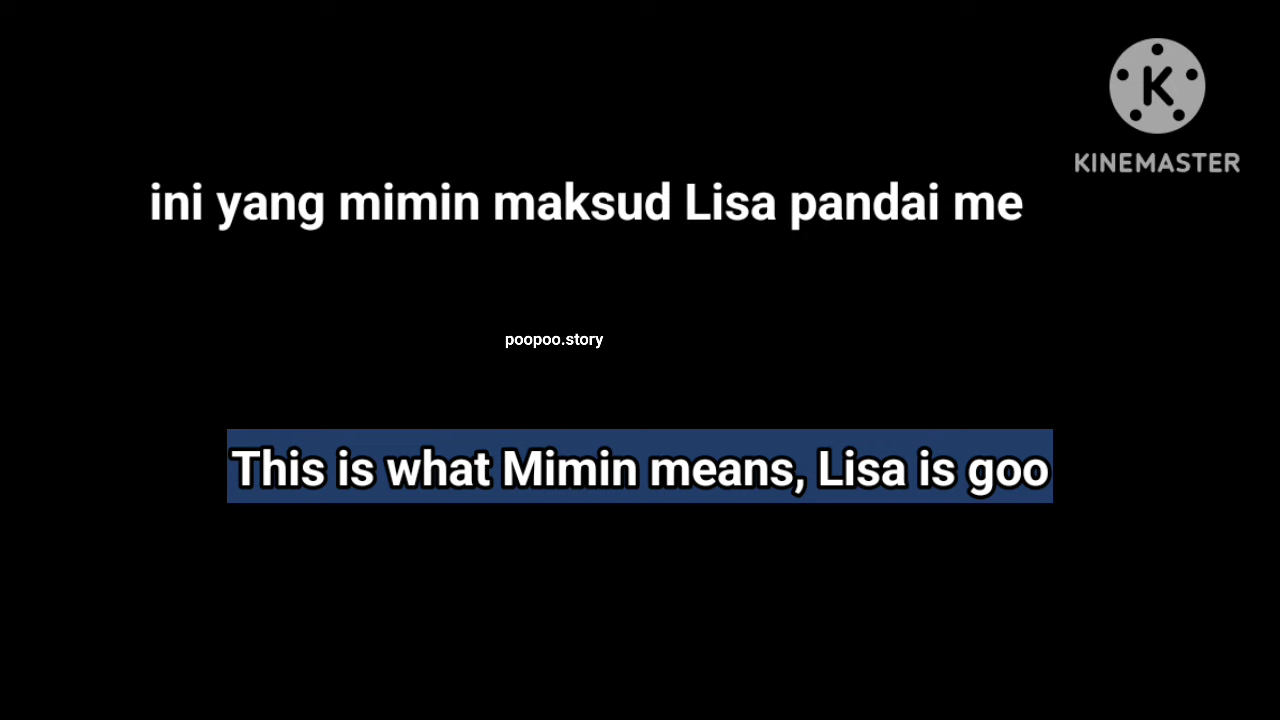 K
KINEMASTER
ini yang mimin maksud Lisa pandai me
poopoo.story
This is what Mimin means, Lisa is goo